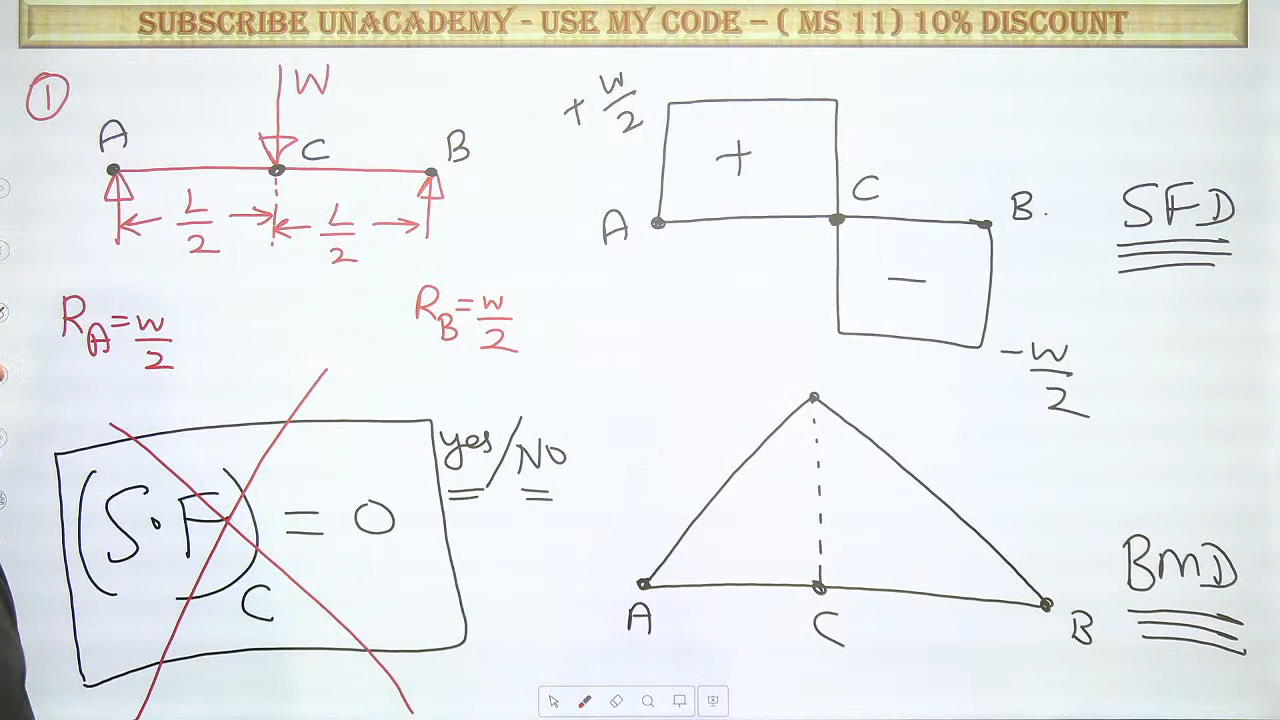 SUBSCRIBE UNACADEMY - USE MY CODE – ( MS 11) 10% DISCOUNT
①
W
A
C
B
L/2
L/2
R_A = w/2
R_B = w/2
(S.F)_C = 0
yes/NO
+ w/2
+
A
C
B.
SFD
−
-w/2
A
C
B
BMD